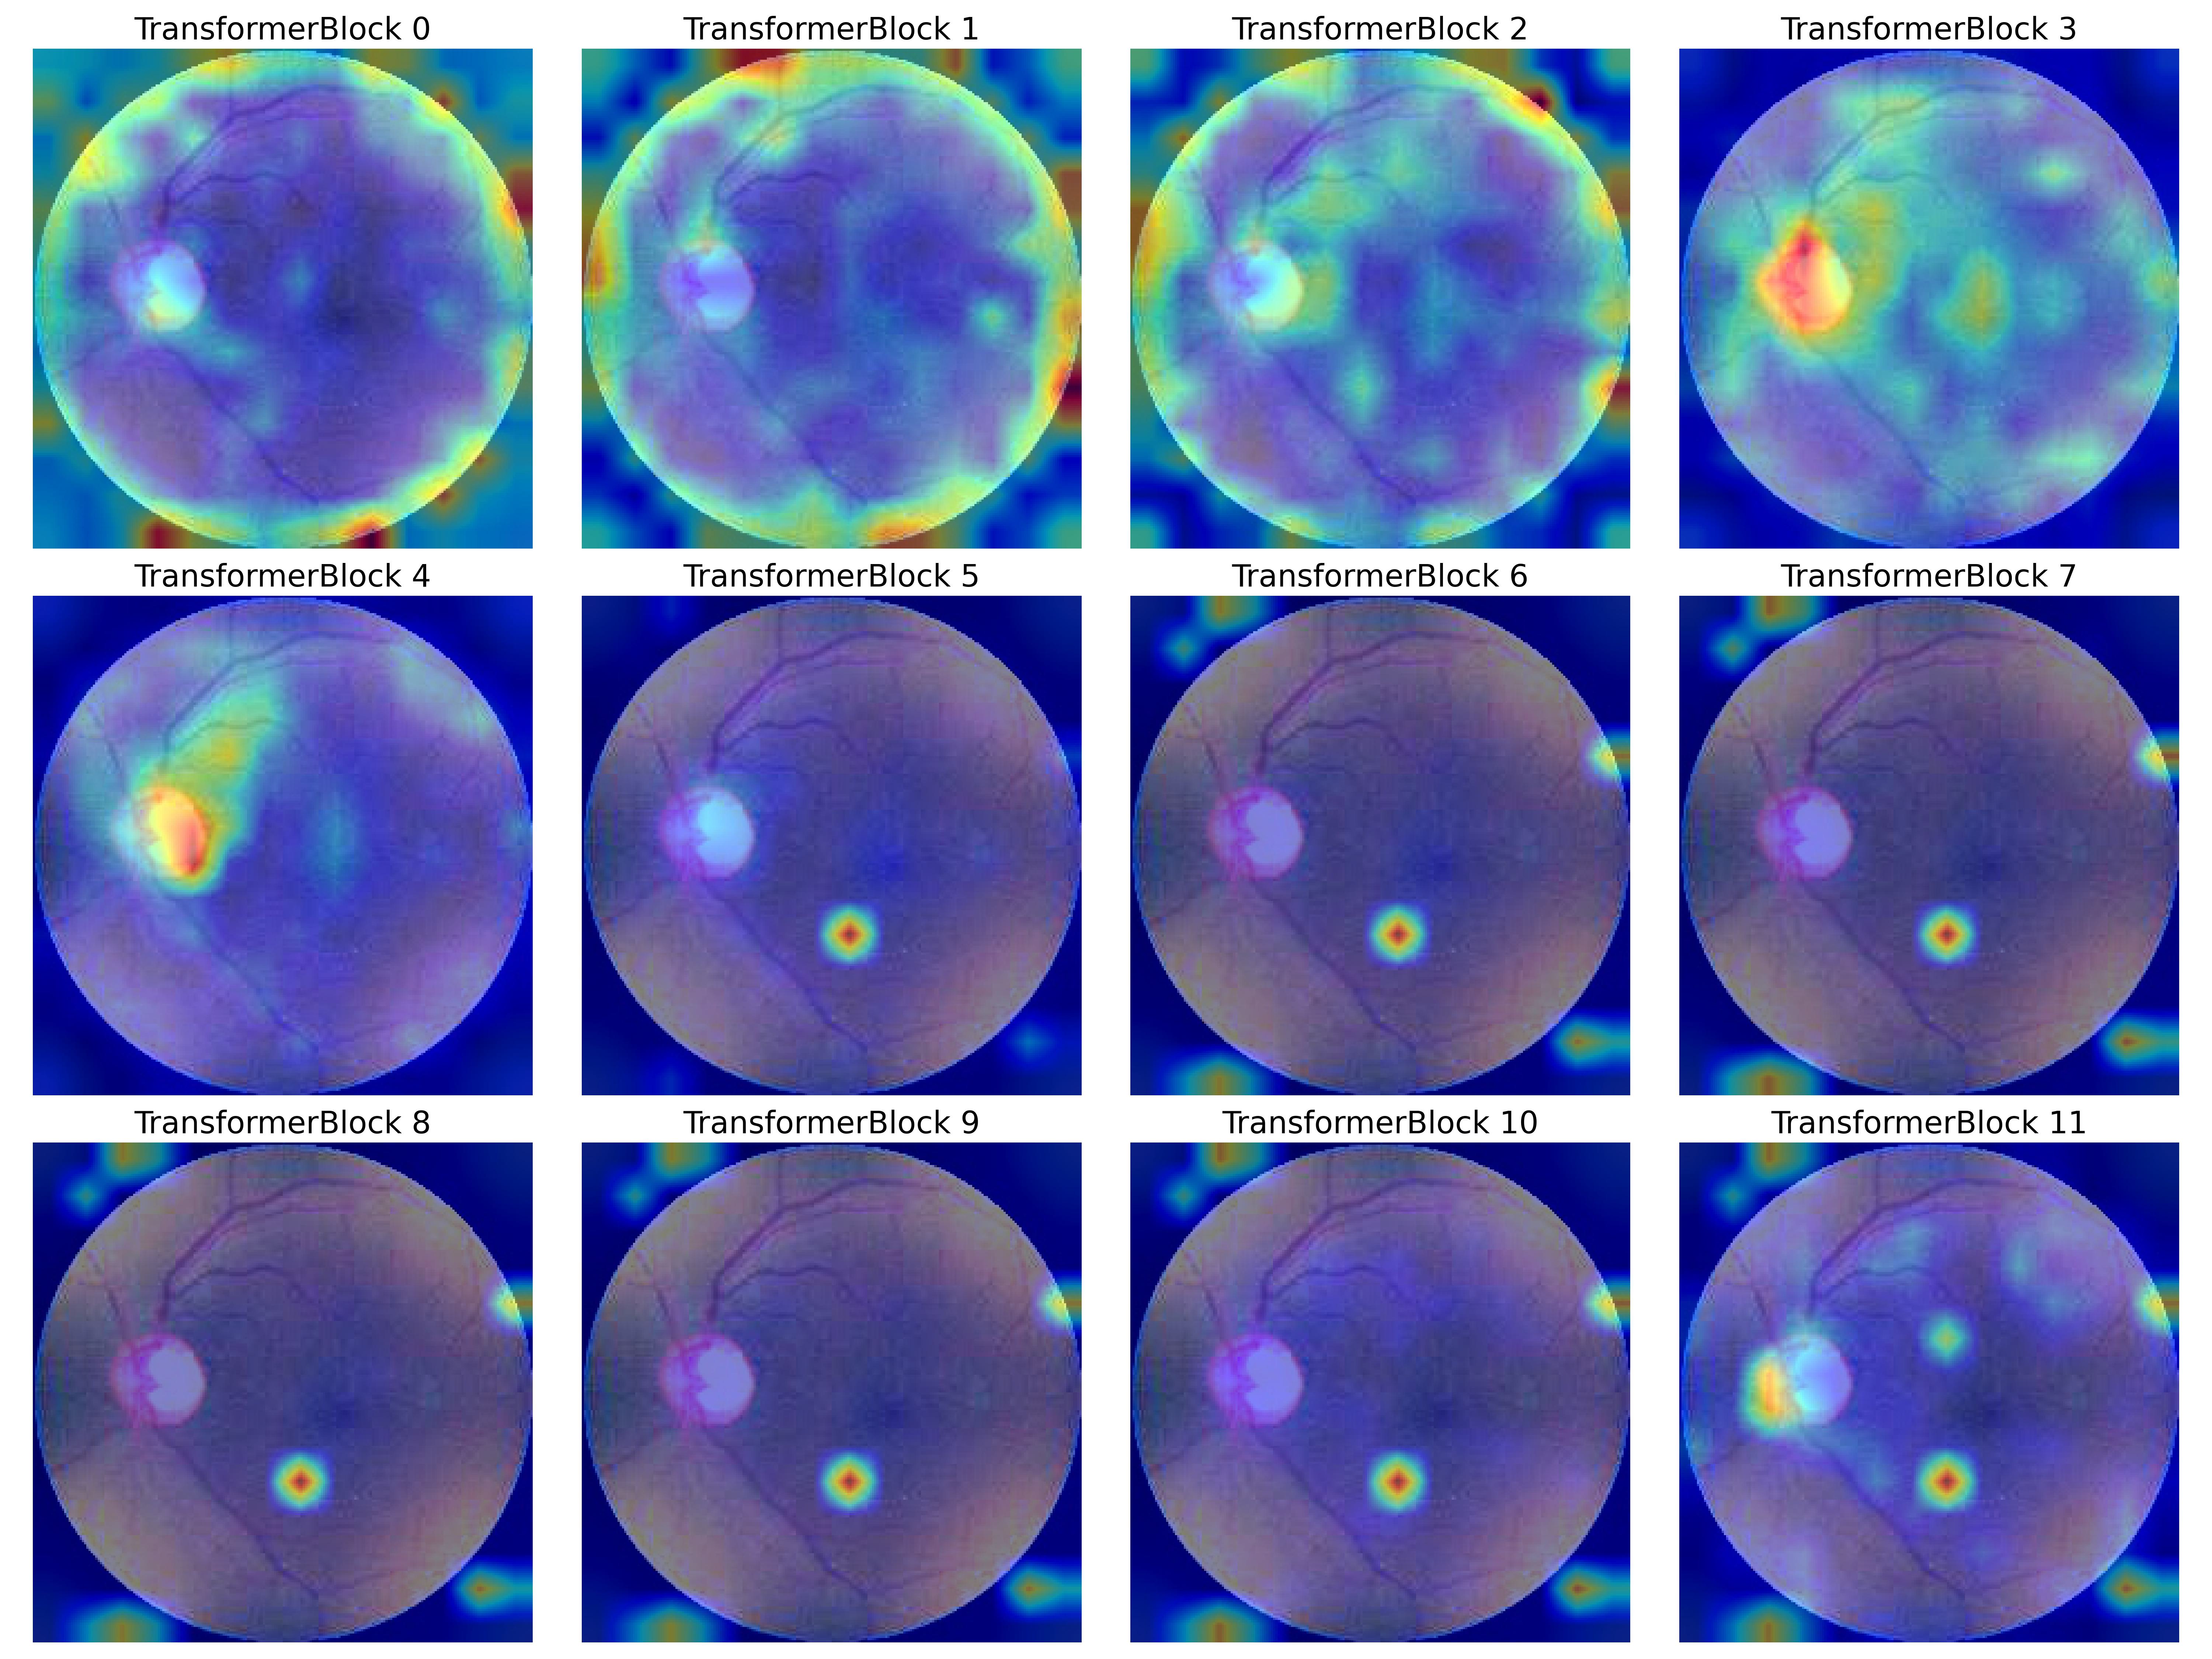 TransformerBlock 0
TransformerBlock 1
TransformerBlock 2
TransformerBlock 3
TransformerBlock 4
TransformerBlock 5
TransformerBlock 6
TransformerBlock 7
TransformerBlock 8
TransformerBlock 9
TransformerBlock 10
TransformerBlock 11